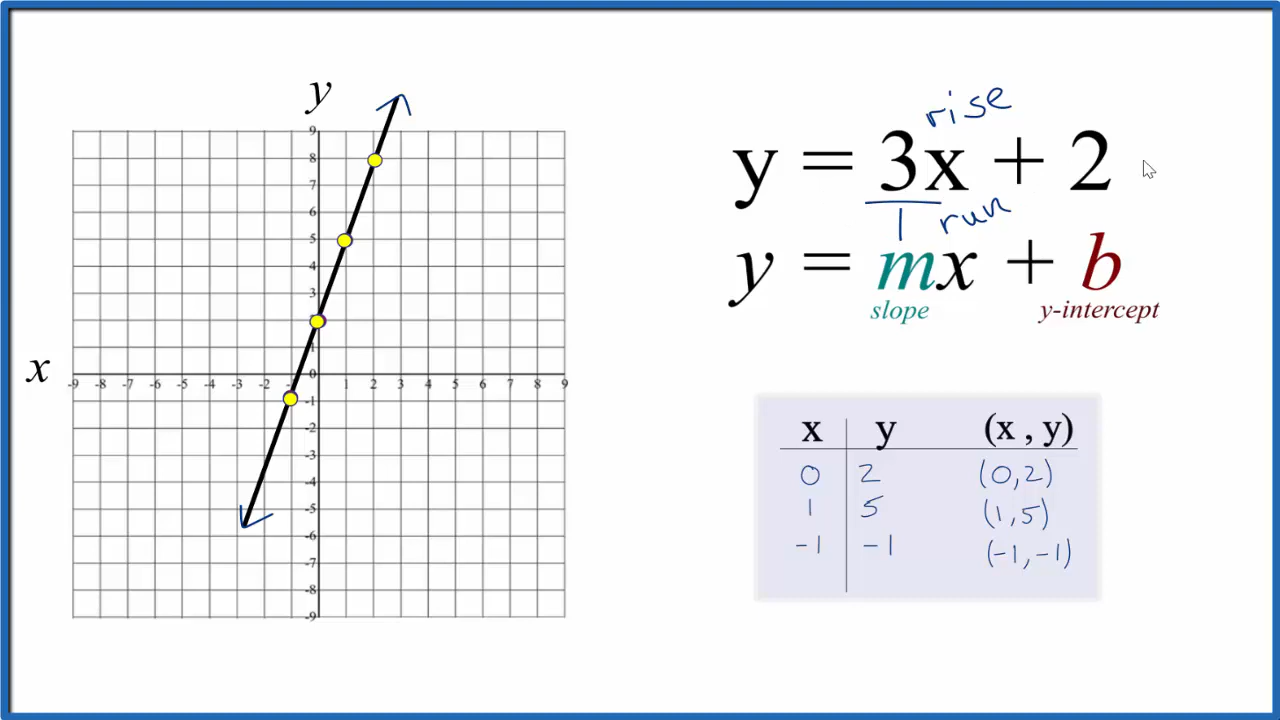 y
9
8
7
6
5
4
3
1
0
-1
-2
-3
-4
-5
-6
-7
-8
-9
x
-9 -8 -7 -6 -5 -4 -3 -2 1 2 3 4 5 6 7 8 9
rise
y = 3x + 2
1 run
y = mx + b
slope y-intercept
x y (x , y)
0 2 (0,2)
1 5 (1,5)
-1 -1 (-1,-1)